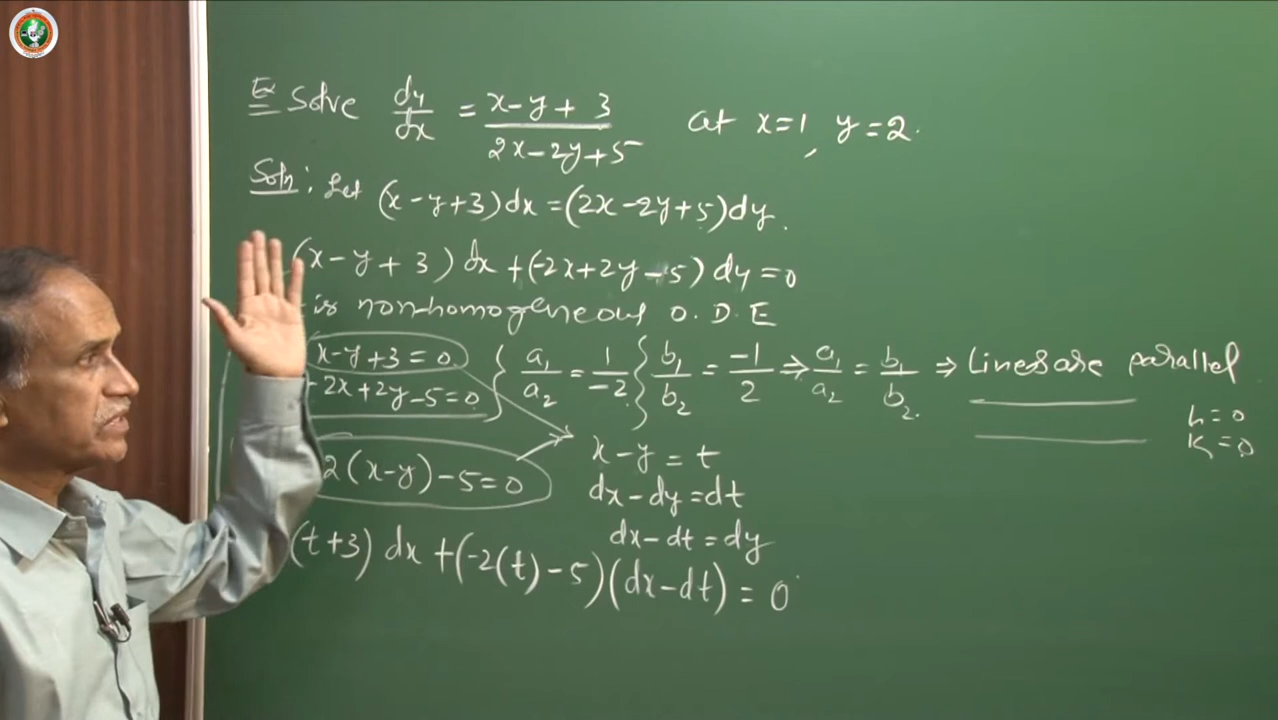 Ex Solve dy/dx = (x-y+3)/(2x-2y+5) at x=1, y=2.
Soln: Let (x-y+3)dx=(2x-2y+5)dy.
(x-y+3)dx+(-2x+2y-5)dy=0
is non-homogeneous O.D.E
x-y+3=0
-2x+2y-5=0 } a₁/a₂ = 1/-2 } b₁/b₂ = -1/2 ⇒ a₁/a₂ = b₁/b₂ ⇒ Lines are parallel
h=0
k=0
2(x-y)-5=0
x-y=t
dx-dy=dt
dx-dt=dy
(t+3)dx+(-2(t)-5)(dx-dt)=0